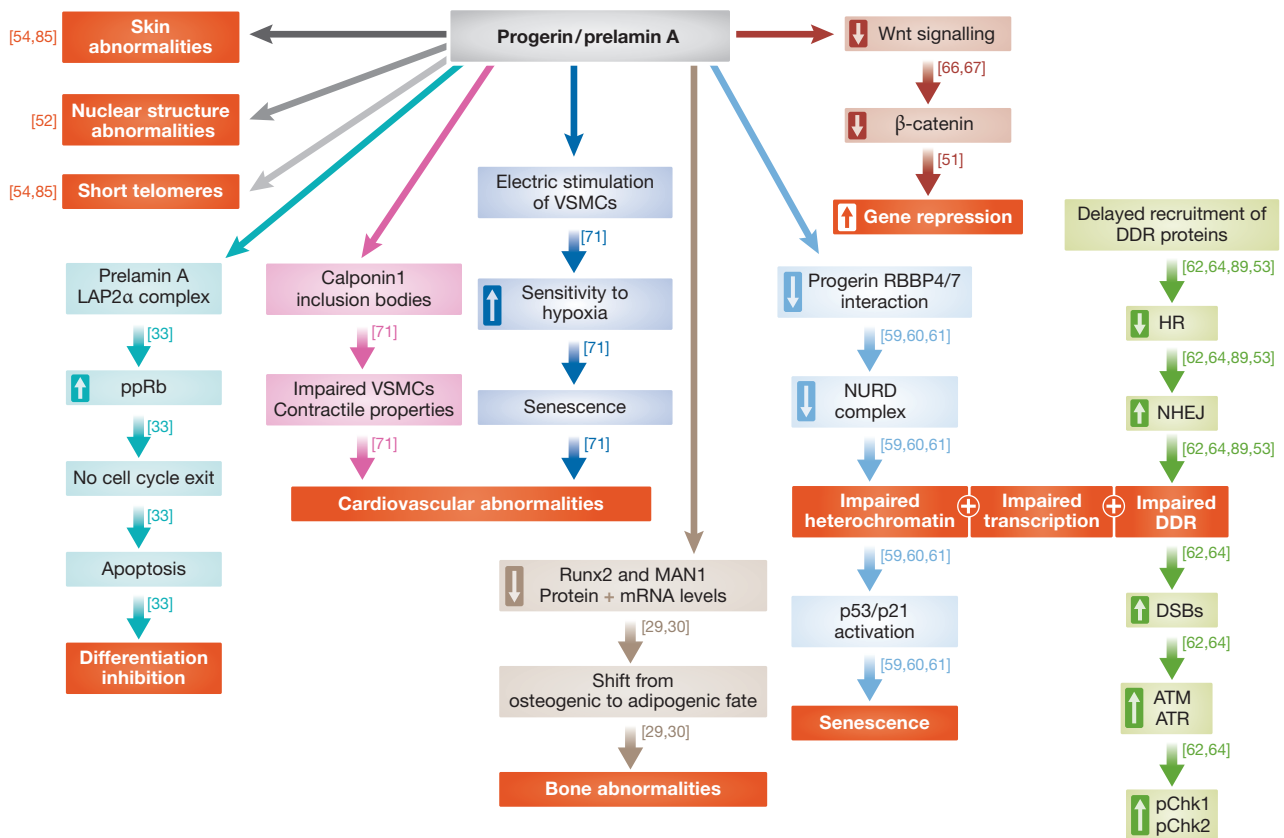 Progerin/prelamin A
[54,85]
Skin
abnormalities
[52]
Nuclear structure
abnormalities
[54,85]
Short telomeres
Prelamin A
LAP2α complex
[33]
ppRb
[33]
No cell cycle exit
[33]
Apoptosis
[33]
Differentiation
inhibition
Calponin1
inclusion bodies
[71]
Impaired VSMCs
Contractile properties
[71]
Electric stimulation
of VSMCs
[71]
Sensitivity to
hypoxia
[71]
Senescence
[71]
Cardiovascular abnormalities
Runx2 and MAN1
Protein + mRNA levels
[29,30]
Shift from
osteogenic to adipogenic fate
[29,30]
Bone abnormalities
Wnt signalling
[66,67]
β-catenin
[51]
Gene repression
Progerin RBBP4/7
interaction
[59,60,61]
NURD
complex
[59,60,61]
Impaired
heterochromatin
+
Impaired
transcription
+
Impaired
DDR
[59,60,61]
p53/p21
activation
[59,60,61]
Senescence
Delayed recruitment of
DDR proteins
[62,64,89,53]
HR
[62,64,89,53]
NHEJ
[62,64,89,53]
[62,64]
DSBs
[62,64]
ATM
ATR
[62,64]
pChk1
pChk2